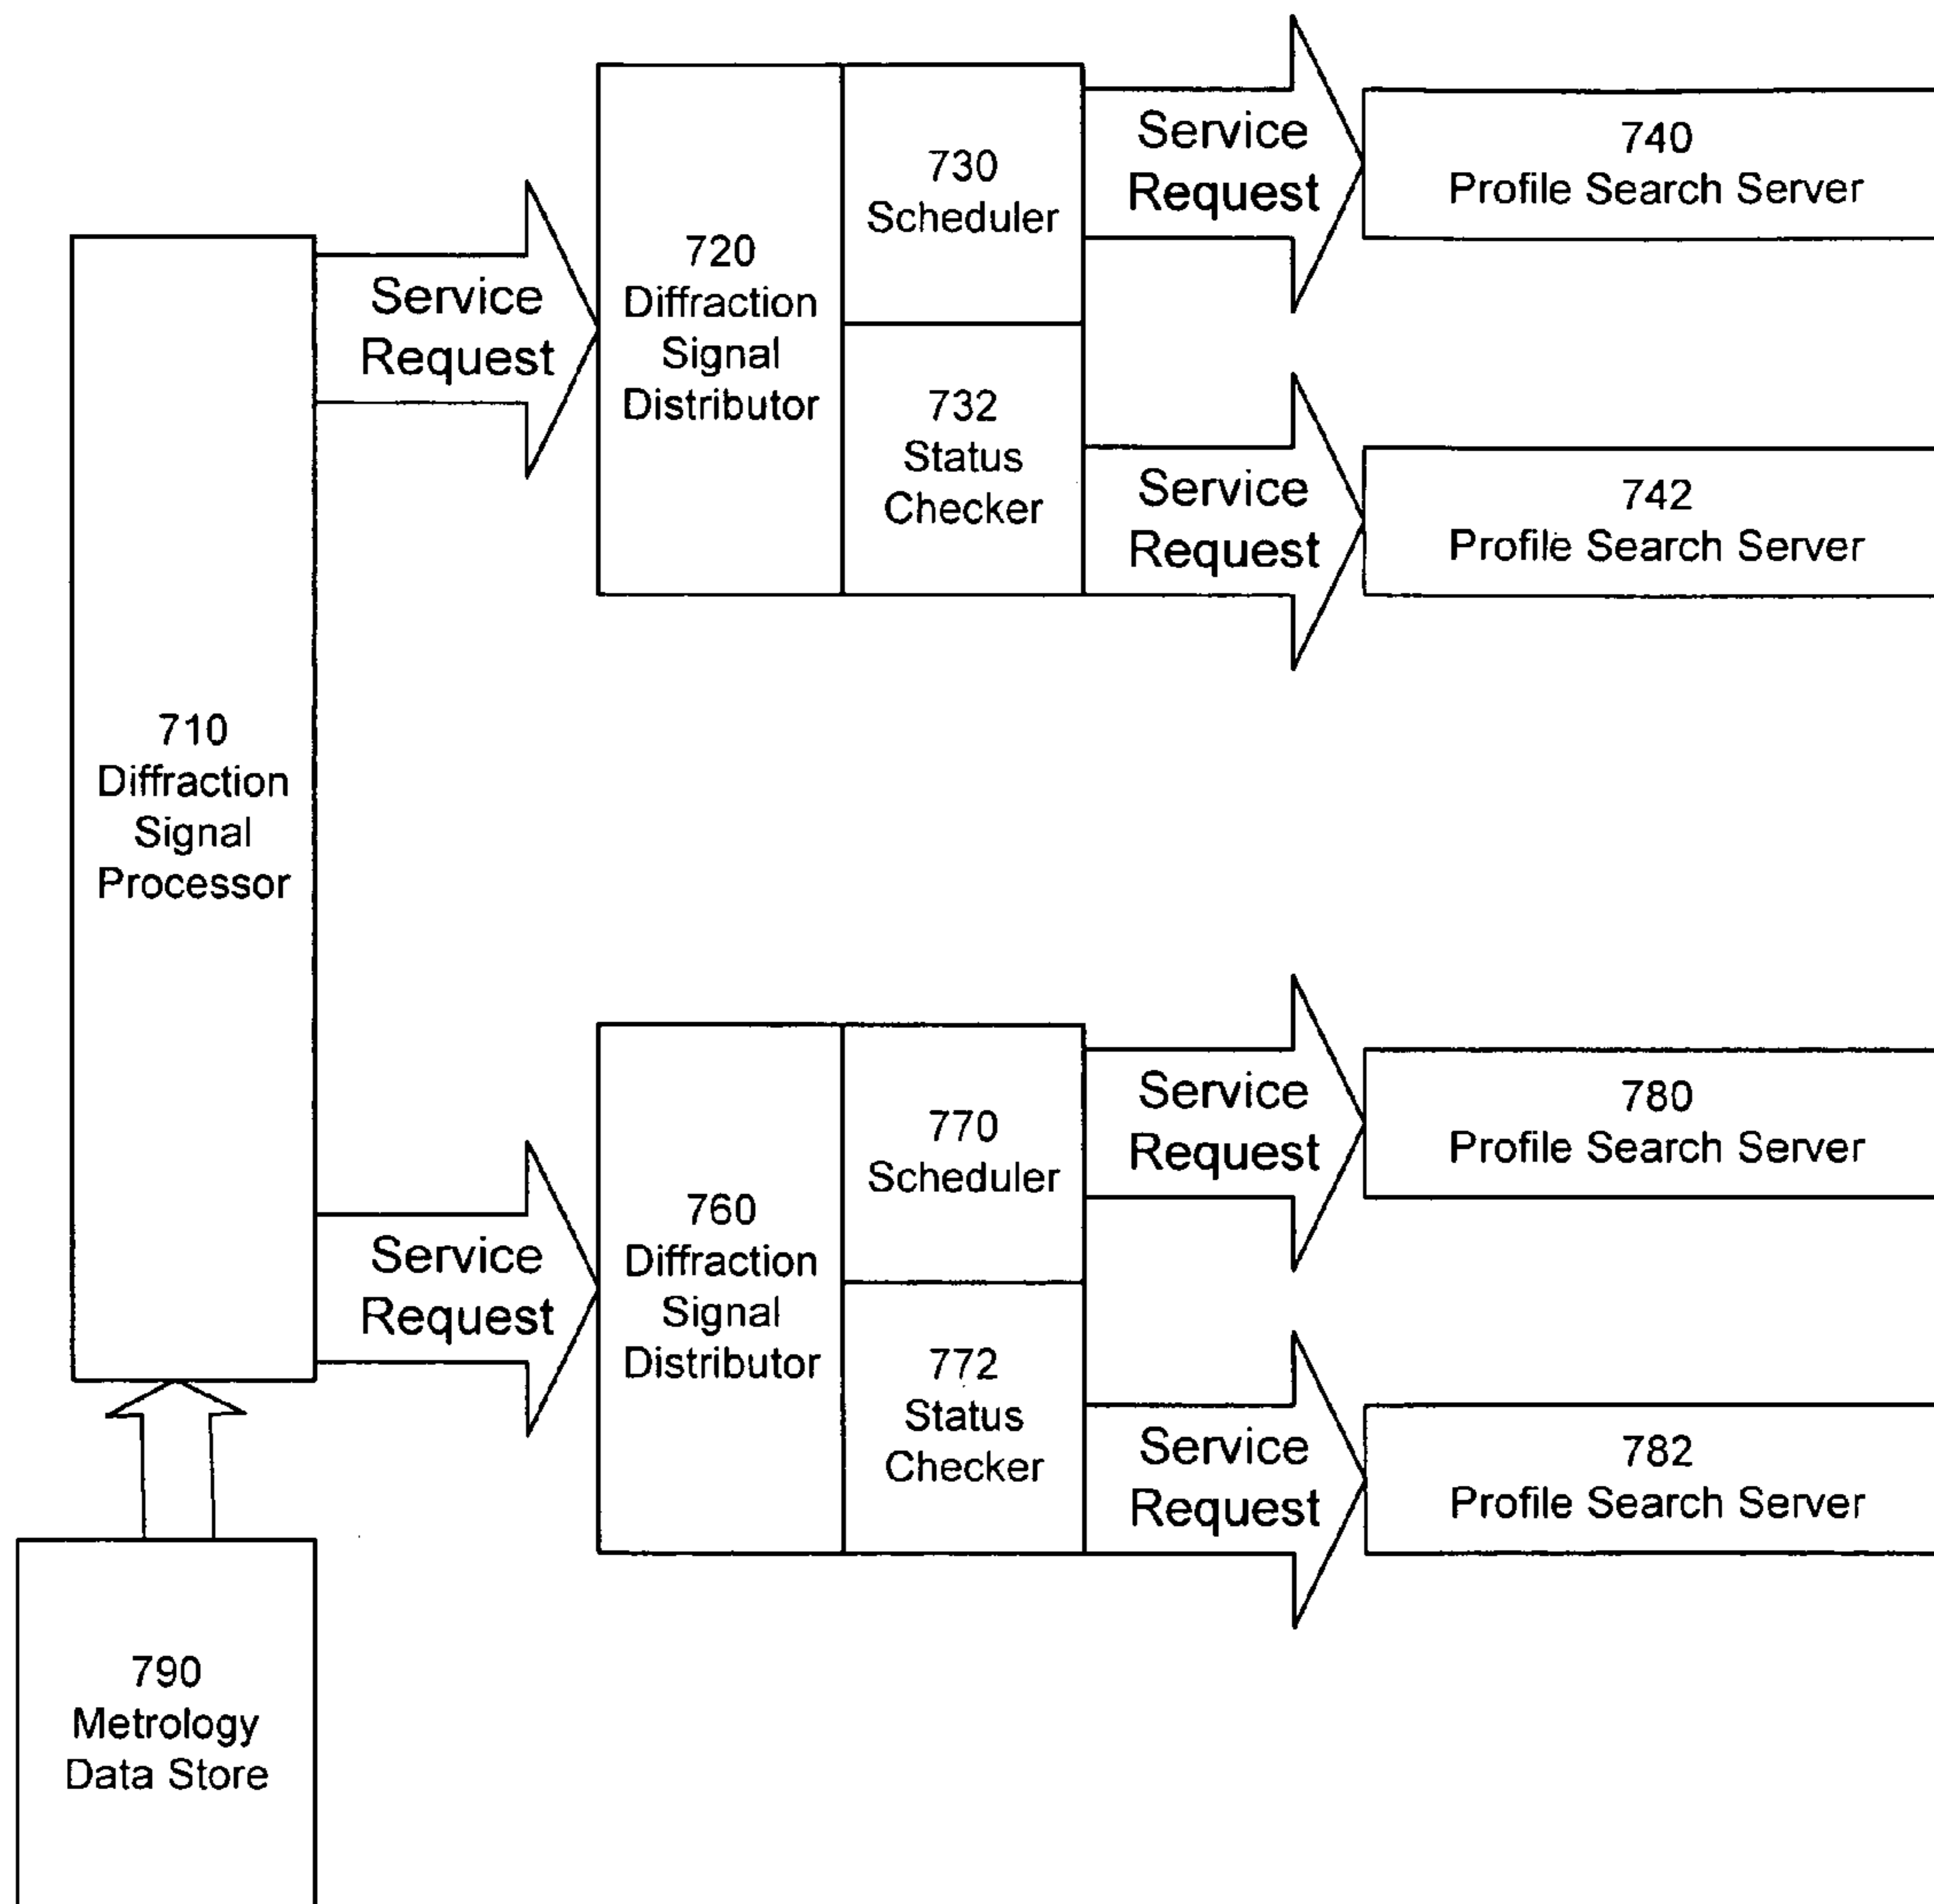 710
Diffraction
Signal
Processor
Service
Request
720
Diffraction
Signal
Distributor
730
Scheduler
732
Status
Checker
Service
Request
740
Profile Search Server
Service
Request
742
Profile Search Server
Service
Request
760
Diffraction
Signal
Distributor
770
Scheduler
772
Status
Checker
Service
Request
780
Profile Search Server
Service
Request
782
Profile Search Server
790
Metrology
Data Store